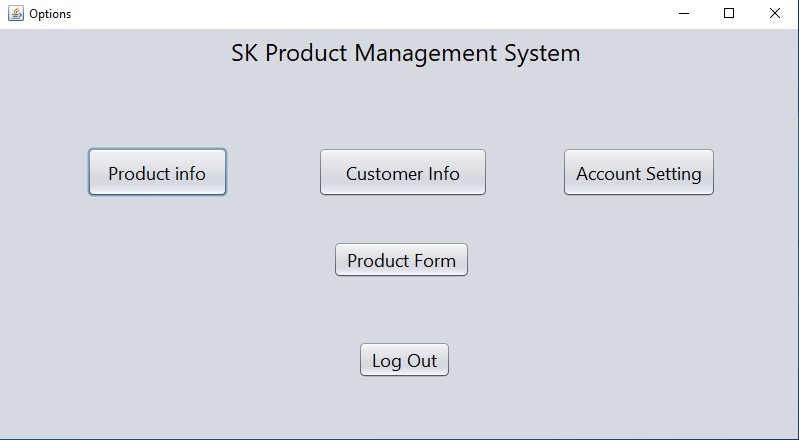 Options
SK Product Management System
Product info
Customer Info
Account Setting
Product Form
Log Out